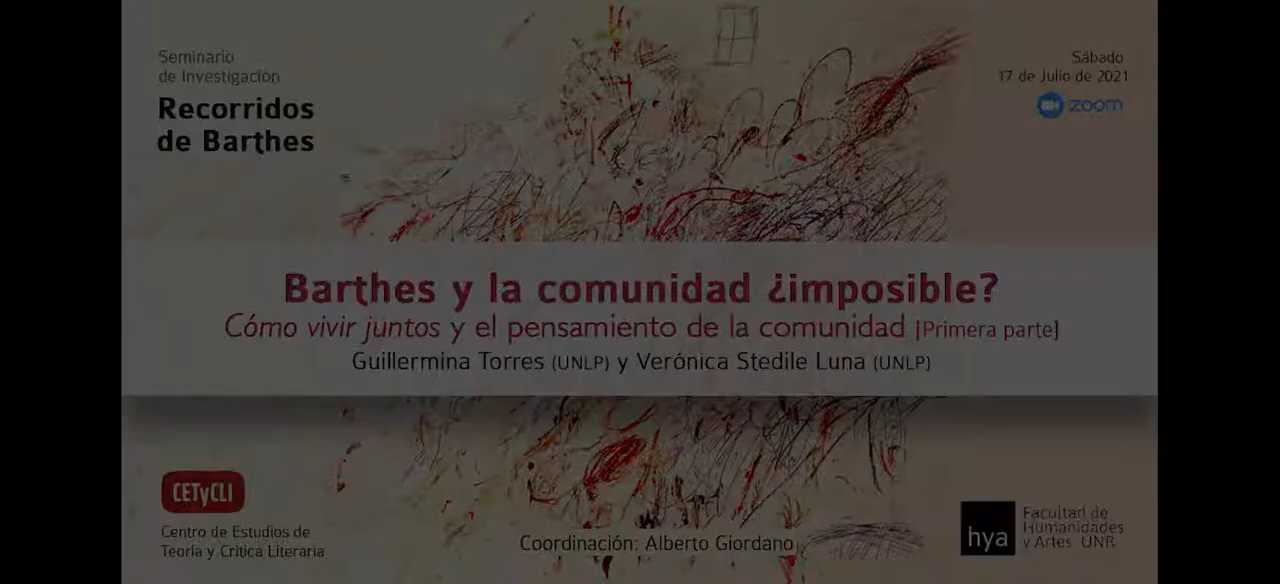 Seminario
de Investigación
Recorridos
de Barthes
Sábado
17 de Julio de 2021
zoom
Barthes y la comunidad ¿imposible?
Cómo vivir juntos y el pensamiento de la comunidad [Primera parte]
Guillermina Torres (UNLP) y Verónica Stedile Luna (UNLP)
CETyCLI
Centro de Estudios de
Teoría y Crítica Literaria
Coordinación: Alberto Giordano
hya
Facultad de
Humanidades
y Artes UNR